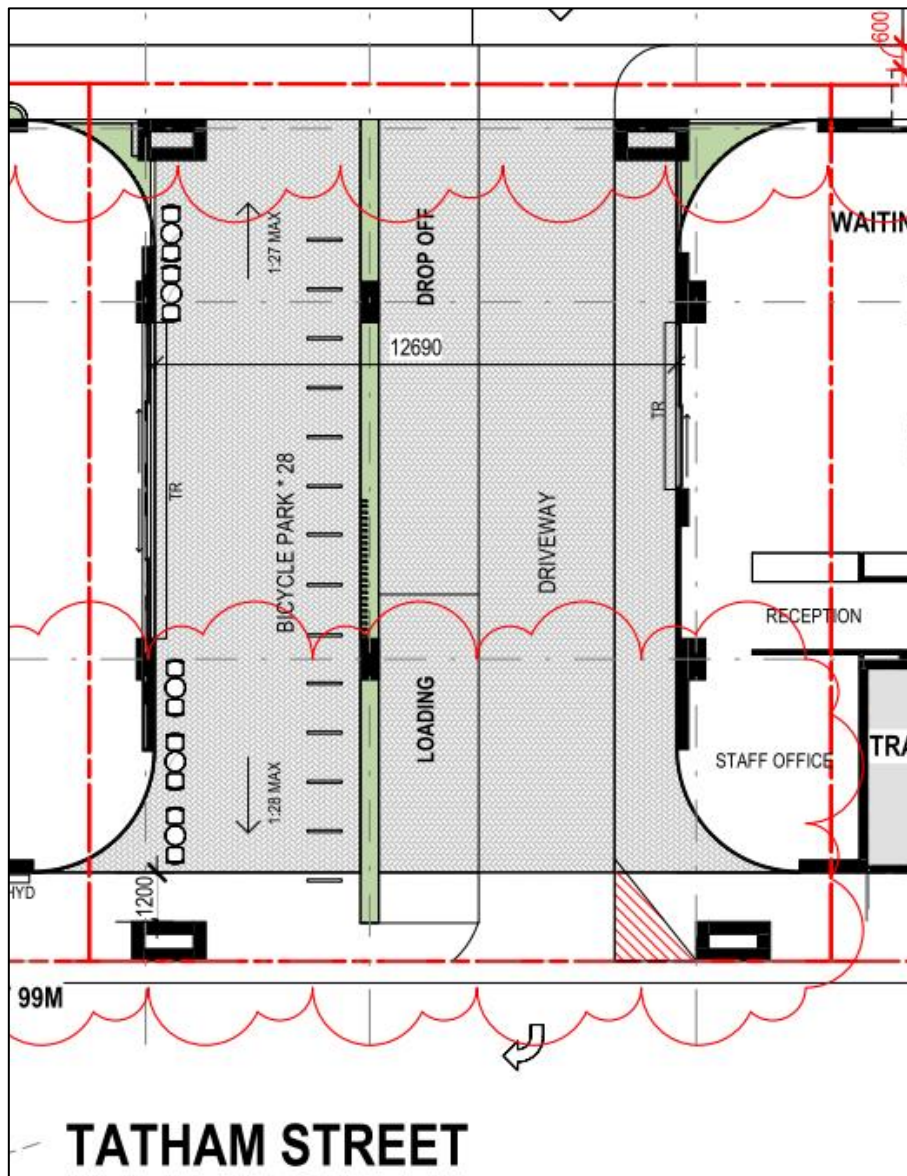 600
WAITIN
1:27 MAX
DROP OFF
12690
TR
TR
BICYCLE PARK * 28
DRIVEWAY
RECEPTION
LOADING
STAFF OFFICE
TRA
1:28 MAX
HYD
1200
99M
TATHAM STREET